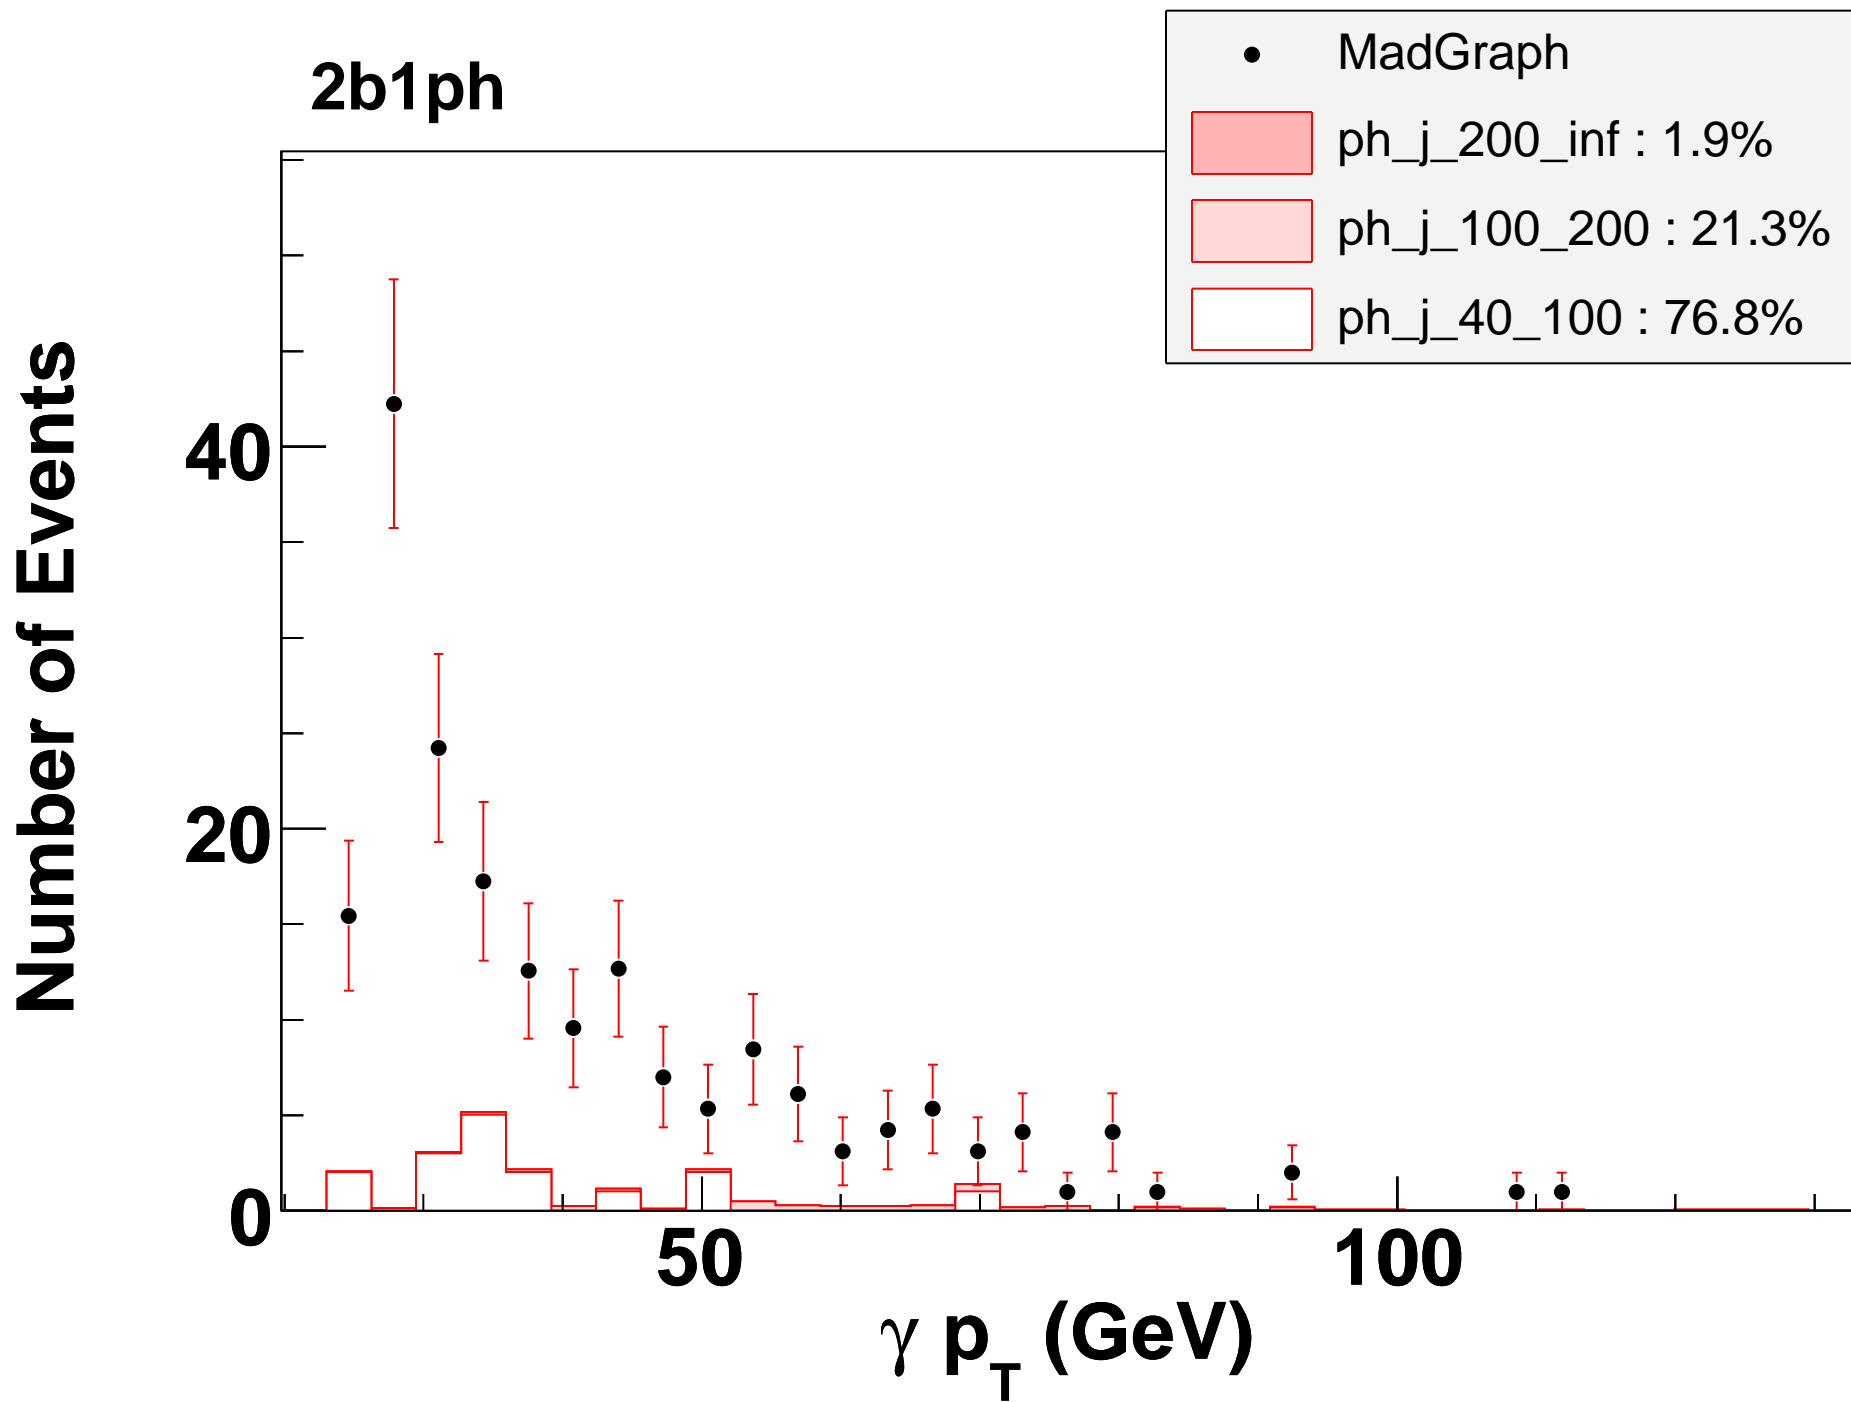 2b1ph
MadGraph
ph_j_200_inf : 1.9%
ph_j_100_200 : 21.3%
ph_j_40_100 : 76.8%
Number of Events
40
20
0
50
100
γ p_T (GeV)